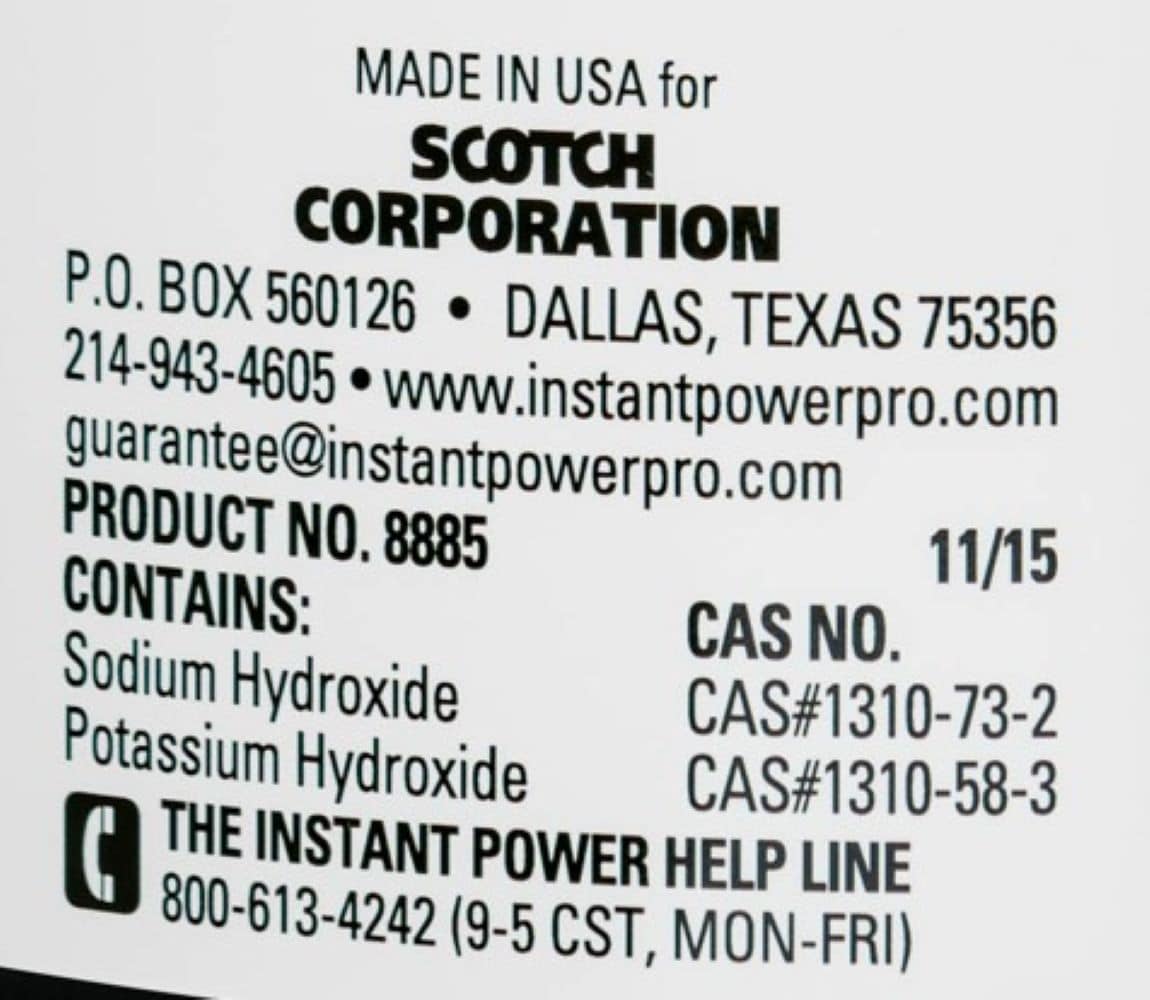 MADE IN USA for
SCOTCH
CORPORATION
P.O. BOX 560126 • DALLAS, TEXAS 75356
214-943-4605 • www.instantpowerpro.com
guarantee@instantpowerpro.com
PRODUCT NO. 8885 11/15
CONTAINS: CAS NO.
Sodium Hydroxide CAS#1310-73-2
Potassium Hydroxide CAS#1310-58-3
THE INSTANT POWER HELP LINE
800-613-4242 (9-5 CST, MON-FRI)